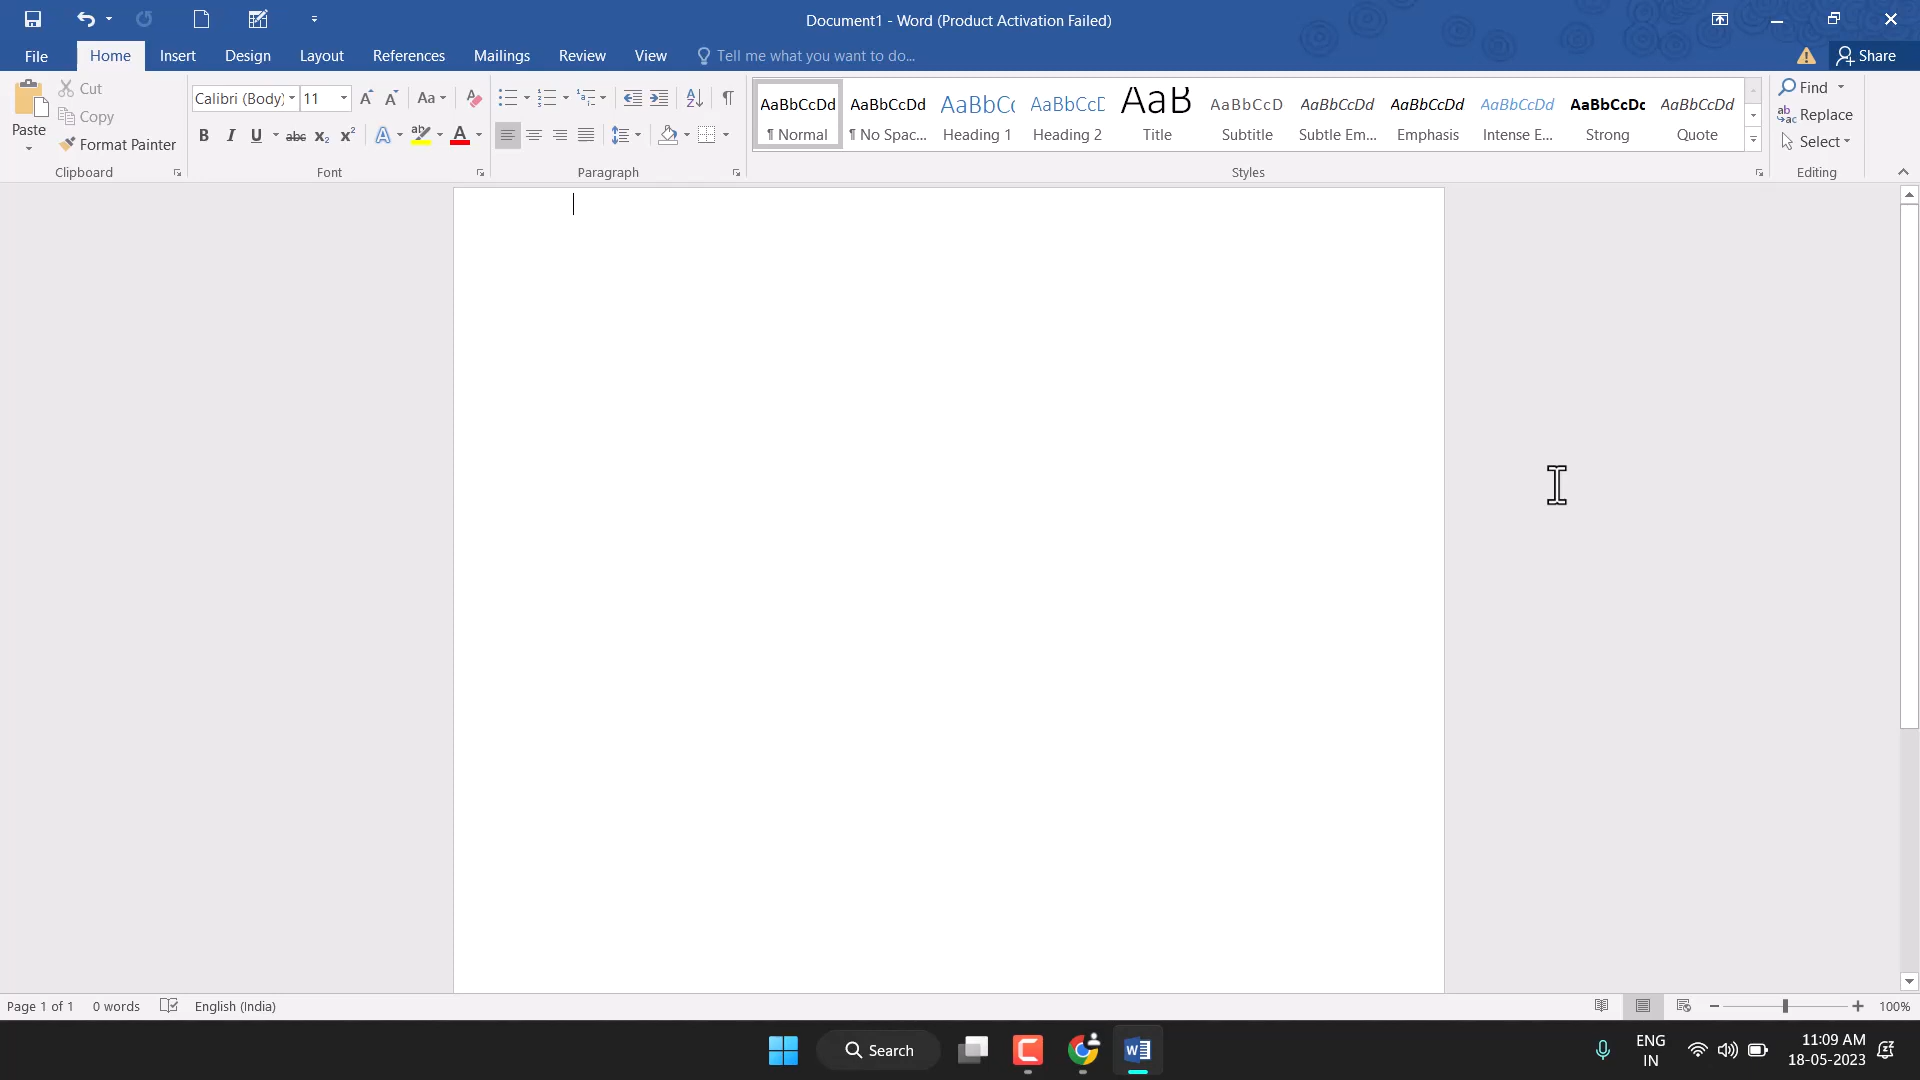 Document1 - Word (Product Activation Failed)
File Home Insert Design Layout References Mailings Review View Tell me what you want to do... Share
Paste
Cut
Copy
Format Painter
Clipboard
Calibri (Body) 11
Aa
B I U abc x₂ x² A ab A
Font
Paragraph
AaBbCcDd AaBbCcDd AaBbCc AaBbCcD AaB AaBbCcD AaBbCcDd AaBbCcDd AaBbCcDd AaBbCcDc AaBbCcDd
¶ Normal ¶ No Spac... Heading 1 Heading 2 Title Subtitle Subtle Em... Emphasis Intense E... Strong Quote
Styles
Find
Replace
Select
Editing
Page 1 of 1 0 words English (India) 100%
Search
ENG
IN
11:09 AM
18-05-2023